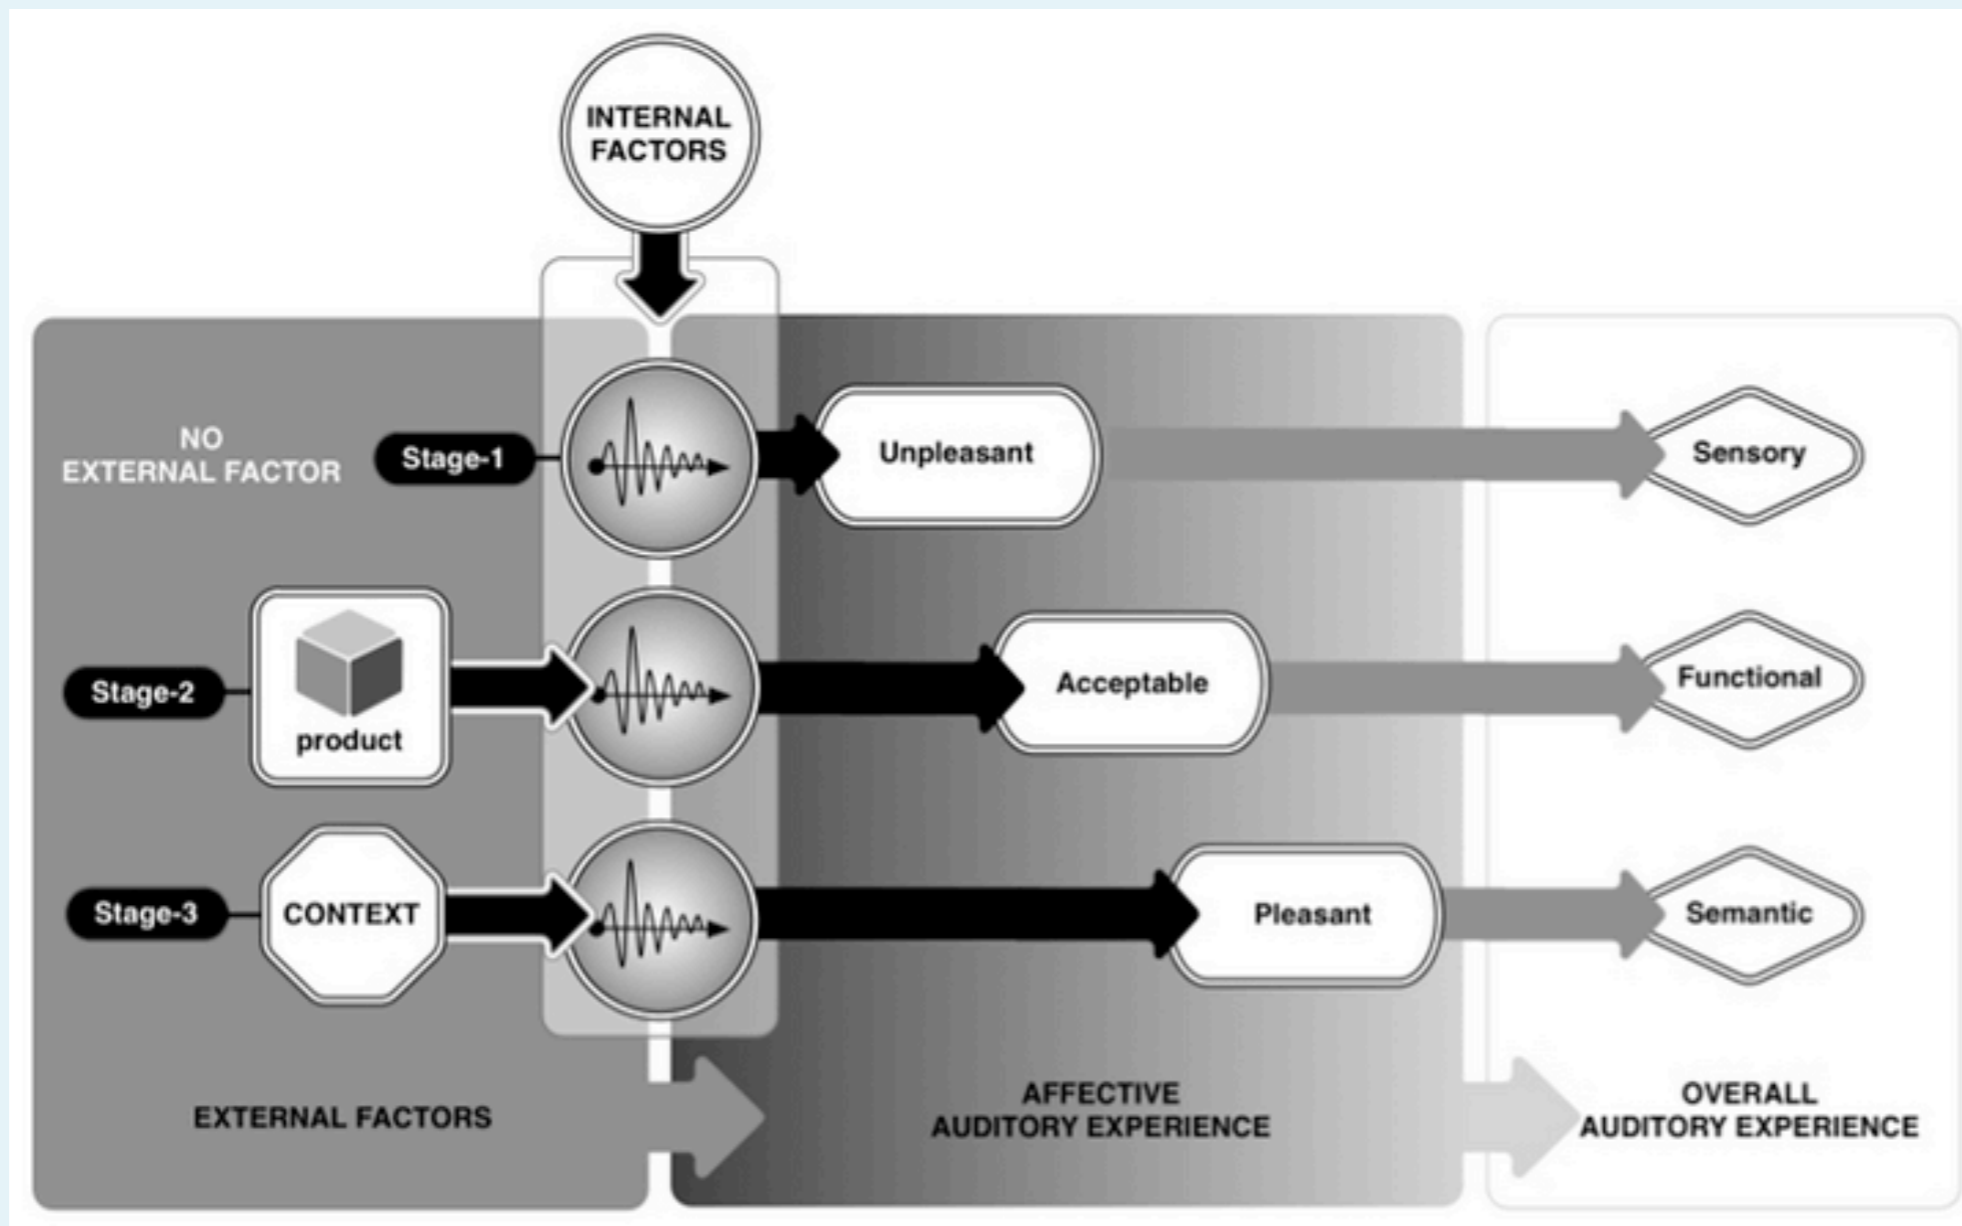 INTERNAL
FACTORS
NO
EXTERNAL FACTOR
Stage-1
Unpleasant
Sensory
Stage-2
product
Acceptable
Functional
Stage-3
CONTEXT
Pleasant
Semantic
EXTERNAL FACTORS
AFFECTIVE
AUDITORY EXPERIENCE
OVERALL
AUDITORY EXPERIENCE